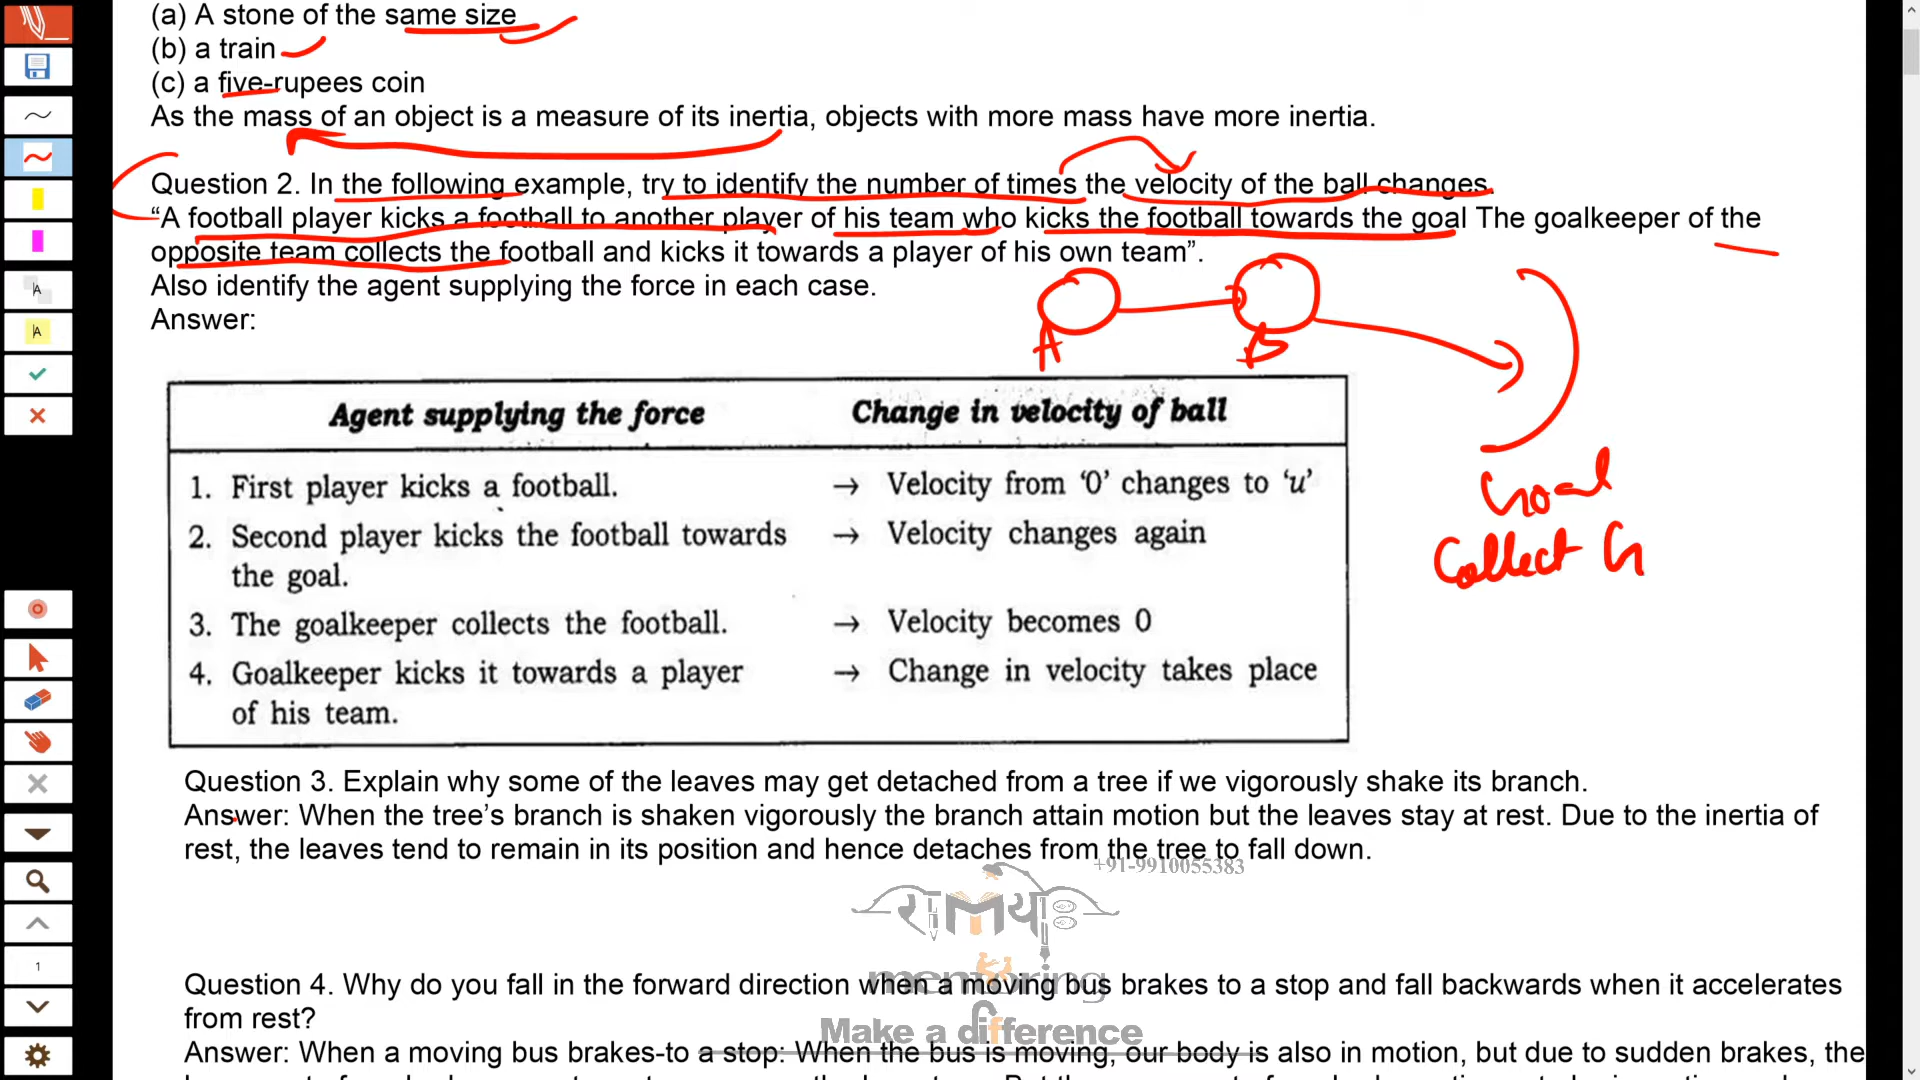 (a) A stone of the same size
(b) a train
(c) a five-rupees coin
As the mass of an object is a measure of its inertia, objects with more mass have more inertia.
Question 2. In the following example, try to identify the number of times the velocity of the ball changes.
“A football player kicks a football to another player of his team who kicks the football towards the goal The goalkeeper of the
opposite team collects the football and kicks it towards a player of his own team”.
Also identify the agent supplying the force in each case.
Answer:
A B
Goal
Collect G
Agent supplying the force Change in velocity of ball
1. First player kicks a football. → Velocity from ‘0’ changes to ‘u’
2. Second player kicks the football towards → Velocity changes again
the goal.
3. The goalkeeper collects the football. → Velocity becomes 0
4. Goalkeeper kicks it towards a player → Change in velocity takes place
of his team.
Question 3. Explain why some of the leaves may get detached from a tree if we vigorously shake its branch.
Answer: When the tree’s branch is shaken vigorously the branch attain motion but the leaves stay at rest. Due to the inertia of
rest, the leaves tend to remain in its position and hence detaches from the tree to fall down.
+91-9910055383
mentoring
Question 4. Why do you fall in the forward direction when a moving bus brakes to a stop and fall backwards when it accelerates
from rest?
Make a difference
Answer: When a moving bus brakes-to a stop: When the bus is moving, our body is also in motion, but due to sudden brakes, the
1